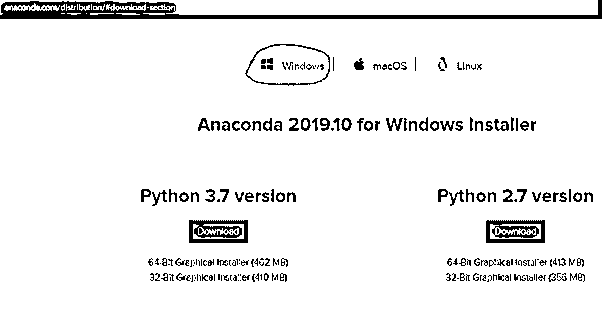 anaconda.com/distribution/#download-section
Windows | macOS | Linux
Anaconda 2019.10 for Windows Installer
Python 3.7 version
Download
64-Bit Graphical Installer (462 MB)
32-Bit Graphical Installer (410 MB)
Python 2.7 version
Download
64-Bit Graphical Installer (413 MB)
32-Bit Graphical Installer (356 MB)